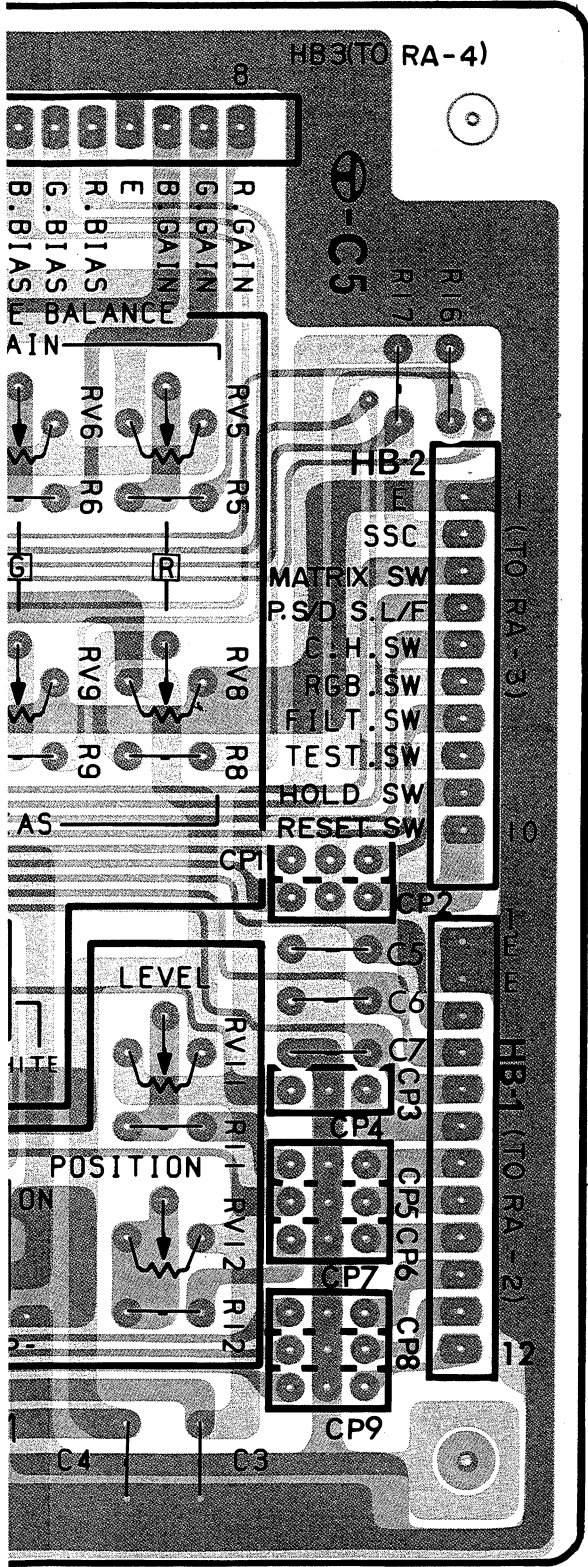 HB3(TO RA-4)
8
B.BIAS
G.BIAS
R.BIAS
E
B.GAIN
G.GAIN
R.GAIN
-C5
R17
R16
E BALANCE
AIN
RV6
RV5
HB-2
R6
R5
E
1
(TO RA-3)
SSC
G
R
MATRIX SW
P.S/D S.L/F
C.H.SW
RV9
RV8
RGB.SW
FILT.SW
R9
R8
TEST.SW
HOLD SW
AS
RESET SW
10
CP1
CP2
1
E
C5
LEVEL
E
C6
RV11
HITE
C7
HB-1 (TO RA-2)
CP3
R11
CP4
POSITION
CP5
ON
RV12
CP6
CP7
R12
CP8
P-
12
1
CP9
C4
C3